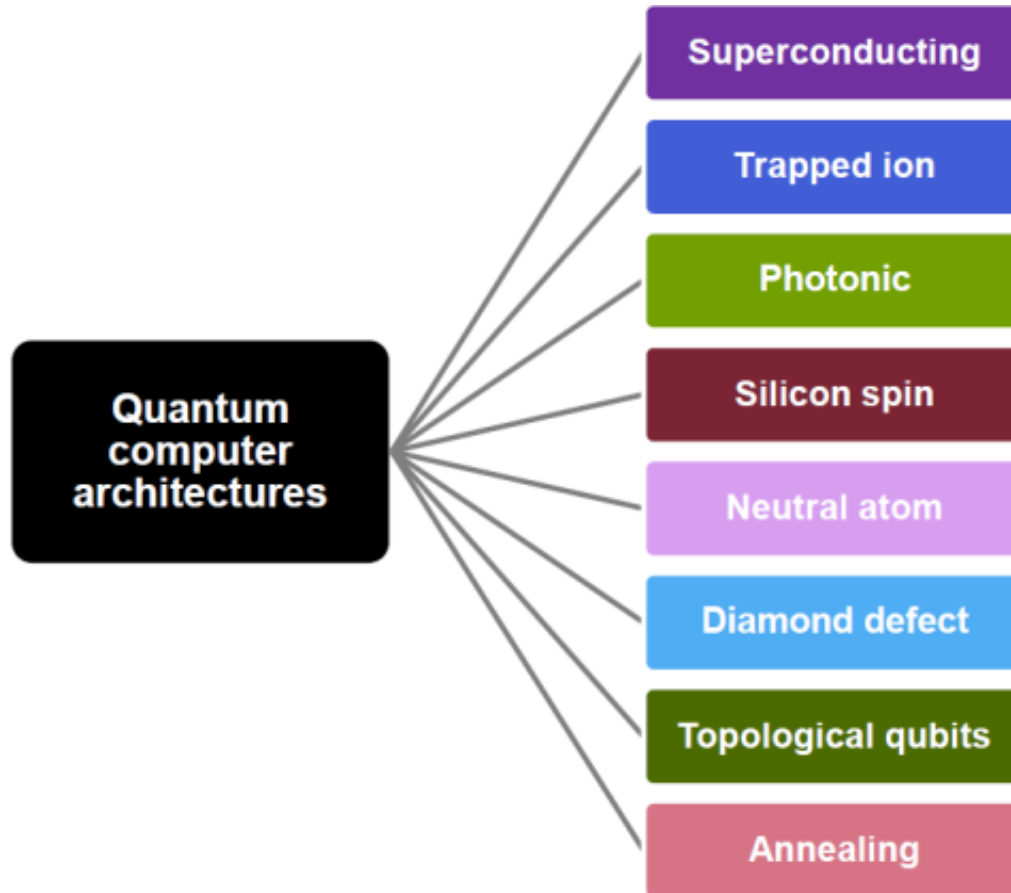 Quantum
computer
architectures
Superconducting
Trapped ion
Photonic
Silicon spin
Neutral atom
Diamond defect
Topological qubits
Annealing